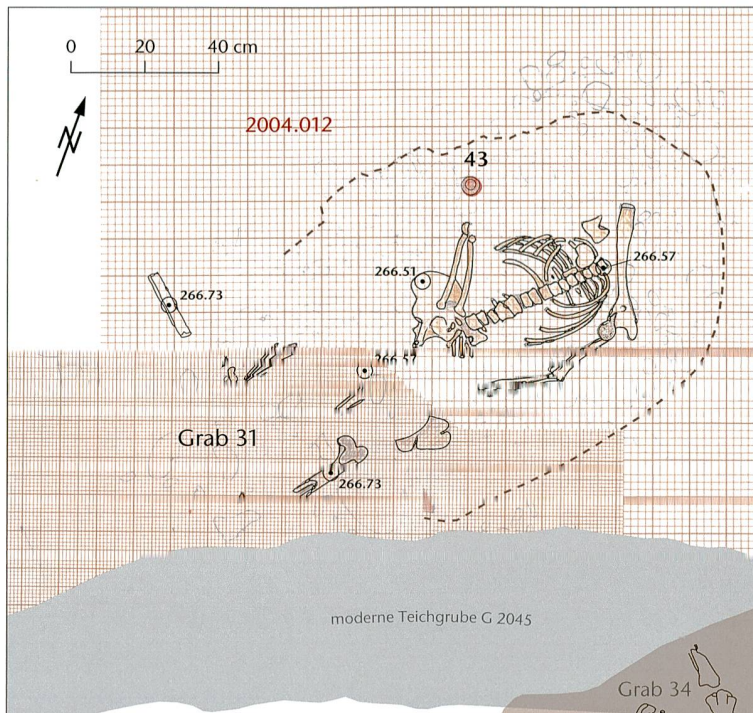 0 20 40 cm
N
2004.012
43
266.51
266.57
266.73
266.57
Grab 31
266.73
moderne Teichgrube G 2045
Grab 34